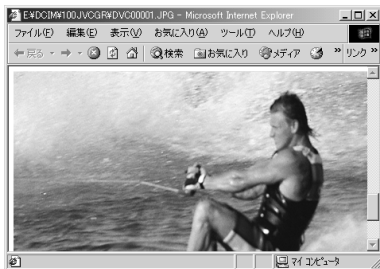 E:¥DCIM¥100JVCGR¥DVC00001.JPG - Microsoft Internet Explorer
ファイル(F) 編集(E) 表示(V) お気に入り(A) ツール(T) ヘルプ(H)
戻る 検索 お気に入り メディア » リンク »
マイ コンピュータ